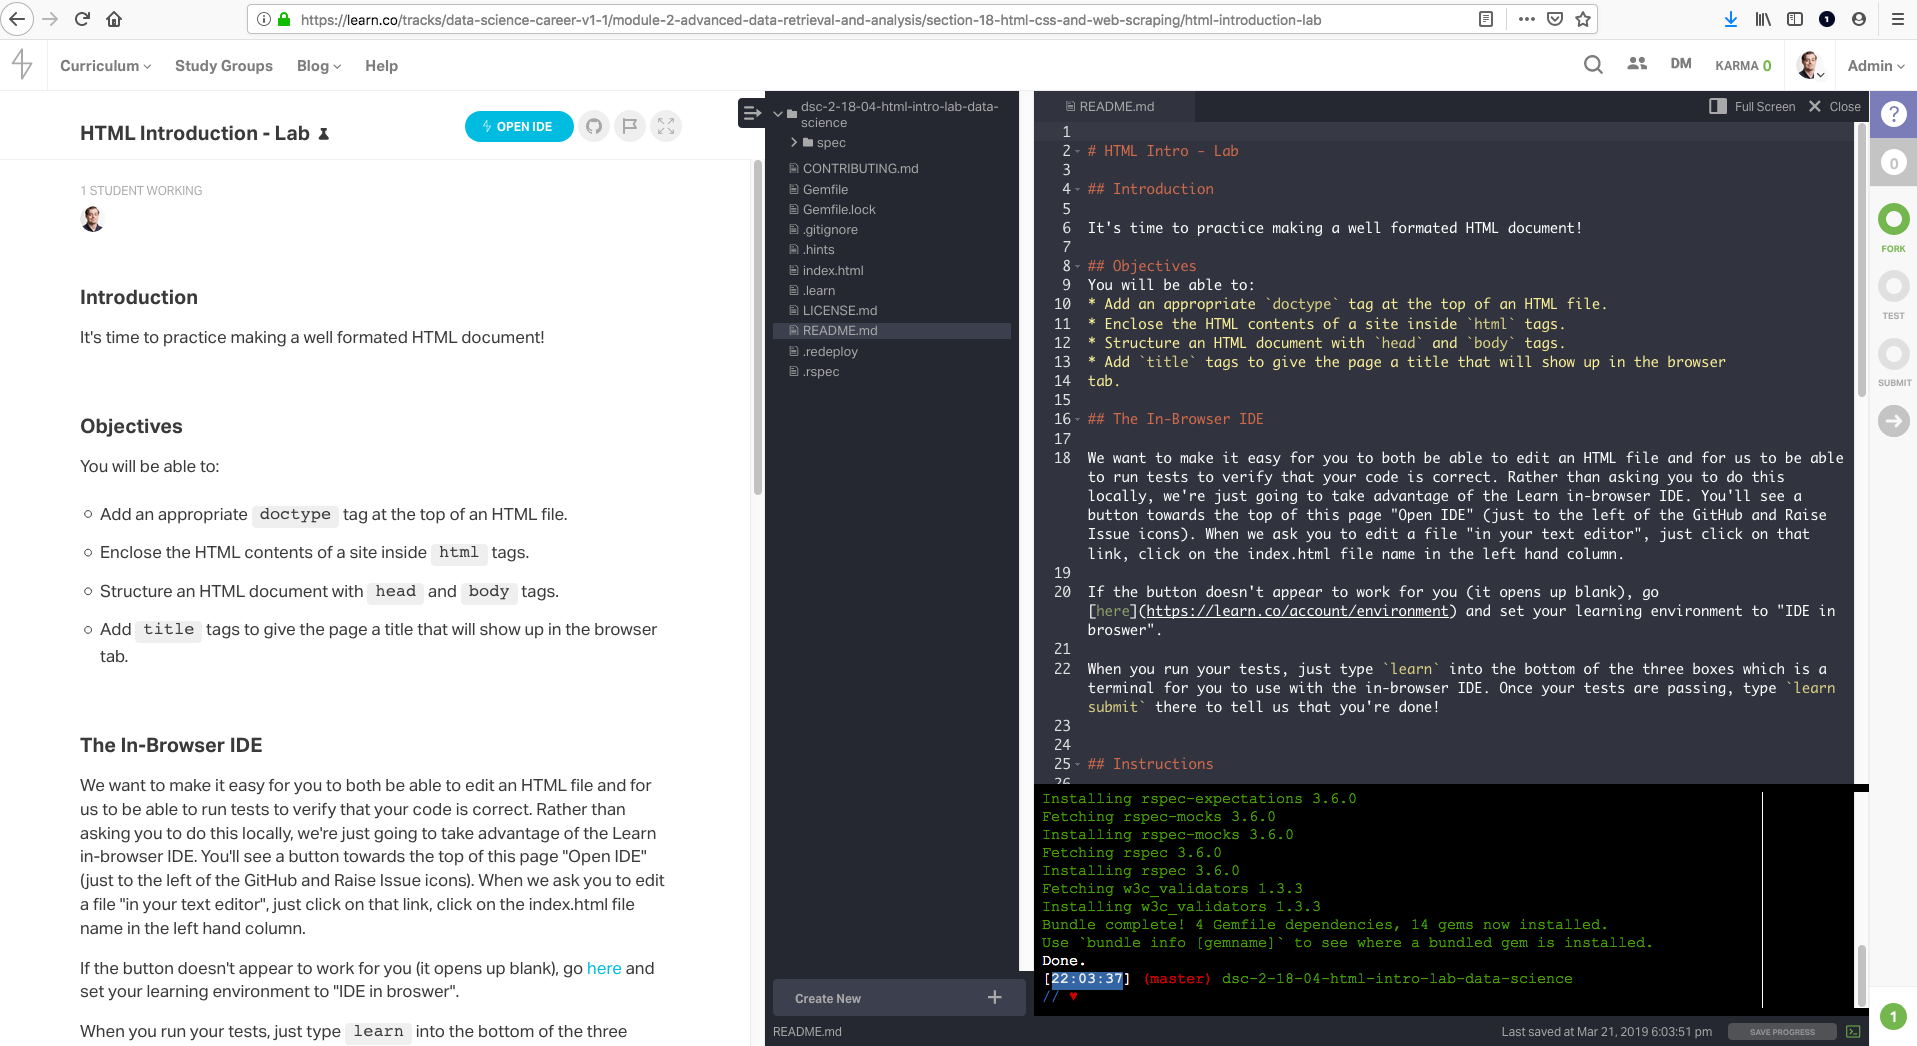 https://learn.co/tracks/data-science-career-v1-1/module-2-advanced-data-retrieval-and-analysis/section-18-html-css-and-web-scraping/html-introduction-lab
1
Curriculum
Study Groups
Blog
Help
DM
KARMA 0
Admin
HTML Introduction - Lab
OPEN IDE
1 STUDENT WORKING
Introduction
It's time to practice making a well formated HTML document!
Objectives
You will be able to:
Add an appropriate doctype tag at the top of an HTML file.
Enclose the HTML contents of a site inside html tags.
Structure an HTML document with head and body tags.
Add title tags to give the page a title that will show up in the browser
tab.
The In-Browser IDE
We want to make it easy for you to both be able to edit an HTML file and for
us to be able to run tests to verify that your code is correct. Rather than
asking you to do this locally, we're just going to take advantage of the Learn
in-browser IDE. You'll see a button towards the top of this page "Open IDE"
(just to the left of the GitHub and Raise Issue icons). When we ask you to edit
a file "in your text editor", just click on that link, click on the index.html file
name in the left hand column.
If the button doesn't appear to work for you (it opens up blank), go here and
set your learning environment to "IDE in broswer".
When you run your tests, just type learn into the bottom of the three
dsc-2-18-04-html-intro-lab-data-
science
spec
CONTRIBUTING.md
Gemfile
Gemfile.lock
.gitignore
.hints
index.html
.learn
LICENSE.md
README.md
.redeploy
.rspec
Create New +
README.md
README.md
Full Screen
Close
1
2 # HTML Intro - Lab
3
4 ## Introduction
5
6 It's time to practice making a well formated HTML document!
7
8 ## Objectives
9 You will be able to:
10 * Add an appropriate `doctype` tag at the top of an HTML file.
11 * Enclose the HTML contents of a site inside `html` tags.
12 * Structure an HTML document with `head` and `body` tags.
13 * Add `title` tags to give the page a title that will show up in the browser
14 tab.
15
16 ## The In-Browser IDE
17
18 We want to make it easy for you to both be able to edit an HTML file and for us to be able
to run tests to verify that your code is correct. Rather than asking you to do this
locally, we're just going to take advantage of the Learn in-browser IDE. You'll see a
button towards the top of this page "Open IDE" (just to the left of the GitHub and Raise
Issue icons). When we ask you to edit a file "in your text editor", just click on that
link, click on the index.html file name in the left hand column.
19
20 If the button doesn't appear to work for you (it opens up blank), go
[here](https://learn.co/account/environment) and set your learning environment to "IDE in
broswer".
21
22 When you run your tests, just type `learn` into the bottom of the three boxes which is a
terminal for you to use with the in-browser IDE. Once your tests are passing, type `learn
submit` there to tell us that you're done!
23
24
25 ## Instructions
26
Installing rspec-expectations 3.6.0
Fetching rspec-mocks 3.6.0
Installing rspec-mocks 3.6.0
Fetching rspec 3.6.0
Installing rspec 3.6.0
Fetching w3c_validators 1.3.3
Installing w3c_validators 1.3.3
Bundle complete! 4 Gemfile dependencies, 14 gems now installed.
Use `bundle info [gemname]` to see where a bundled gem is installed.
Done.
[22:03:37] (master) dsc-2-18-04-html-intro-lab-data-science
// ♥
Last saved at Mar 21, 2019 6:03:51 pm
SAVE PROGRESS
?
0
FORK
TEST
SUBMIT
1